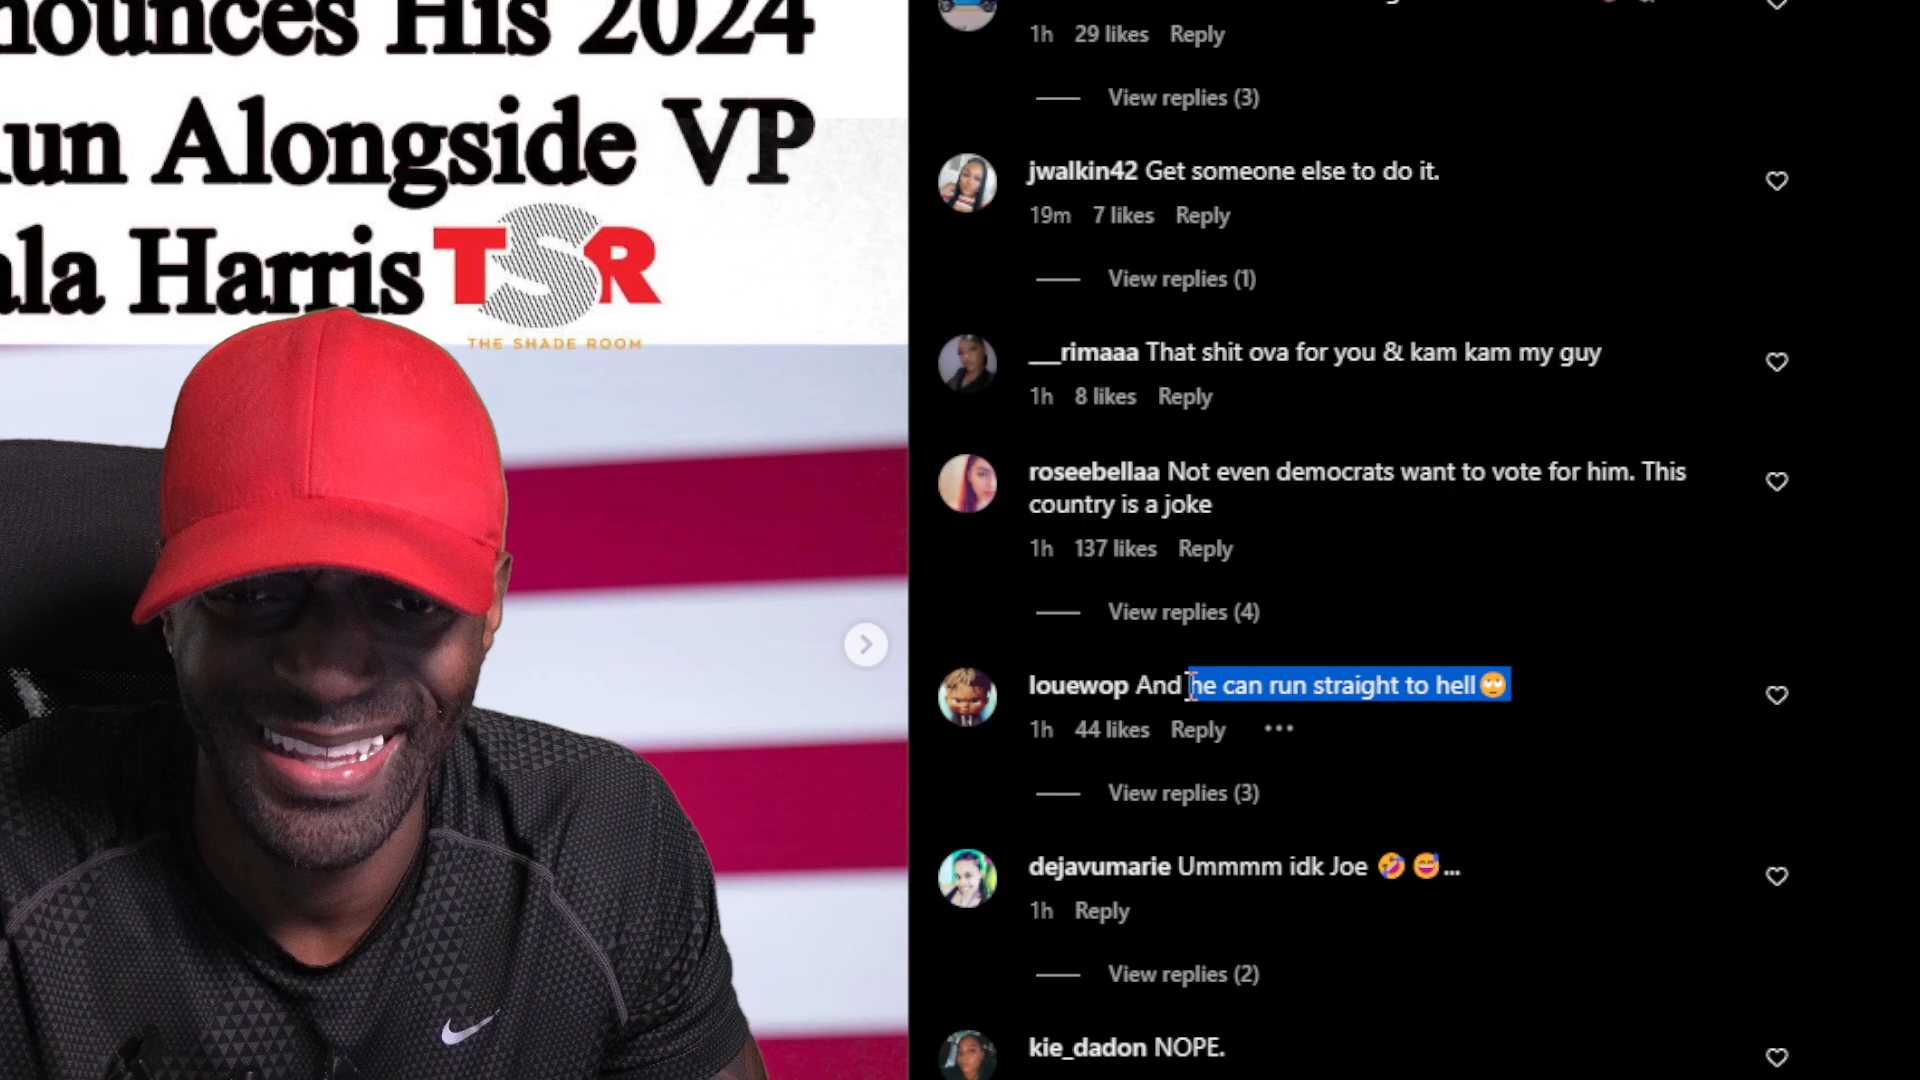 nounces His 2024
un Alongside VP
ala Harris
TSR
THE SHADE ROOM
1h 29 likes Reply
View replies (3)
jwalkin42 Get someone else to do it.
19m 7 likes Reply
View replies (1)
___rimaaa That shit ova for you & kam kam my guy
1h 8 likes Reply
roseebellaa Not even democrats want to vote for him. This
country is a joke
1h 137 likes Reply
View replies (4)
louewop And he can run straight to hell🙄
1h 44 likes Reply •••
View replies (3)
dejavumarie Ummmm idk Joe 🤣 😅...
1h Reply
View replies (2)
kie_dadon NOPE.